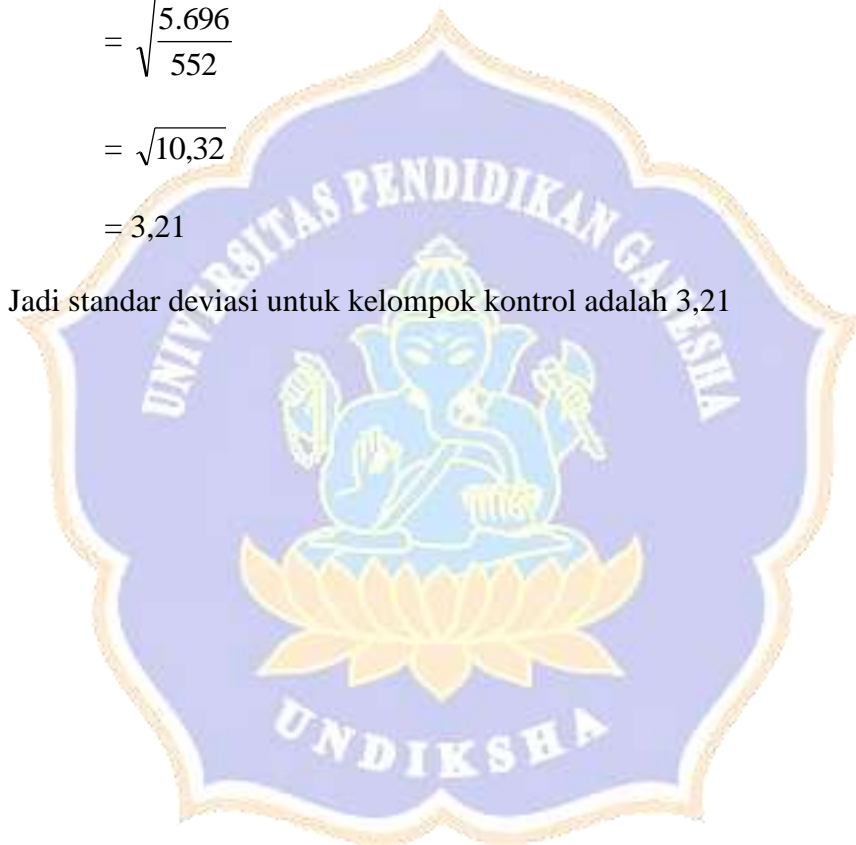 = √(5.696/552)
= √10,32
= 3,21
Jadi standar deviasi untuk kelompok kontrol adalah 3,21
UNIVERSITAS PENDIDIKAN GANESHA
UNDIKSHA